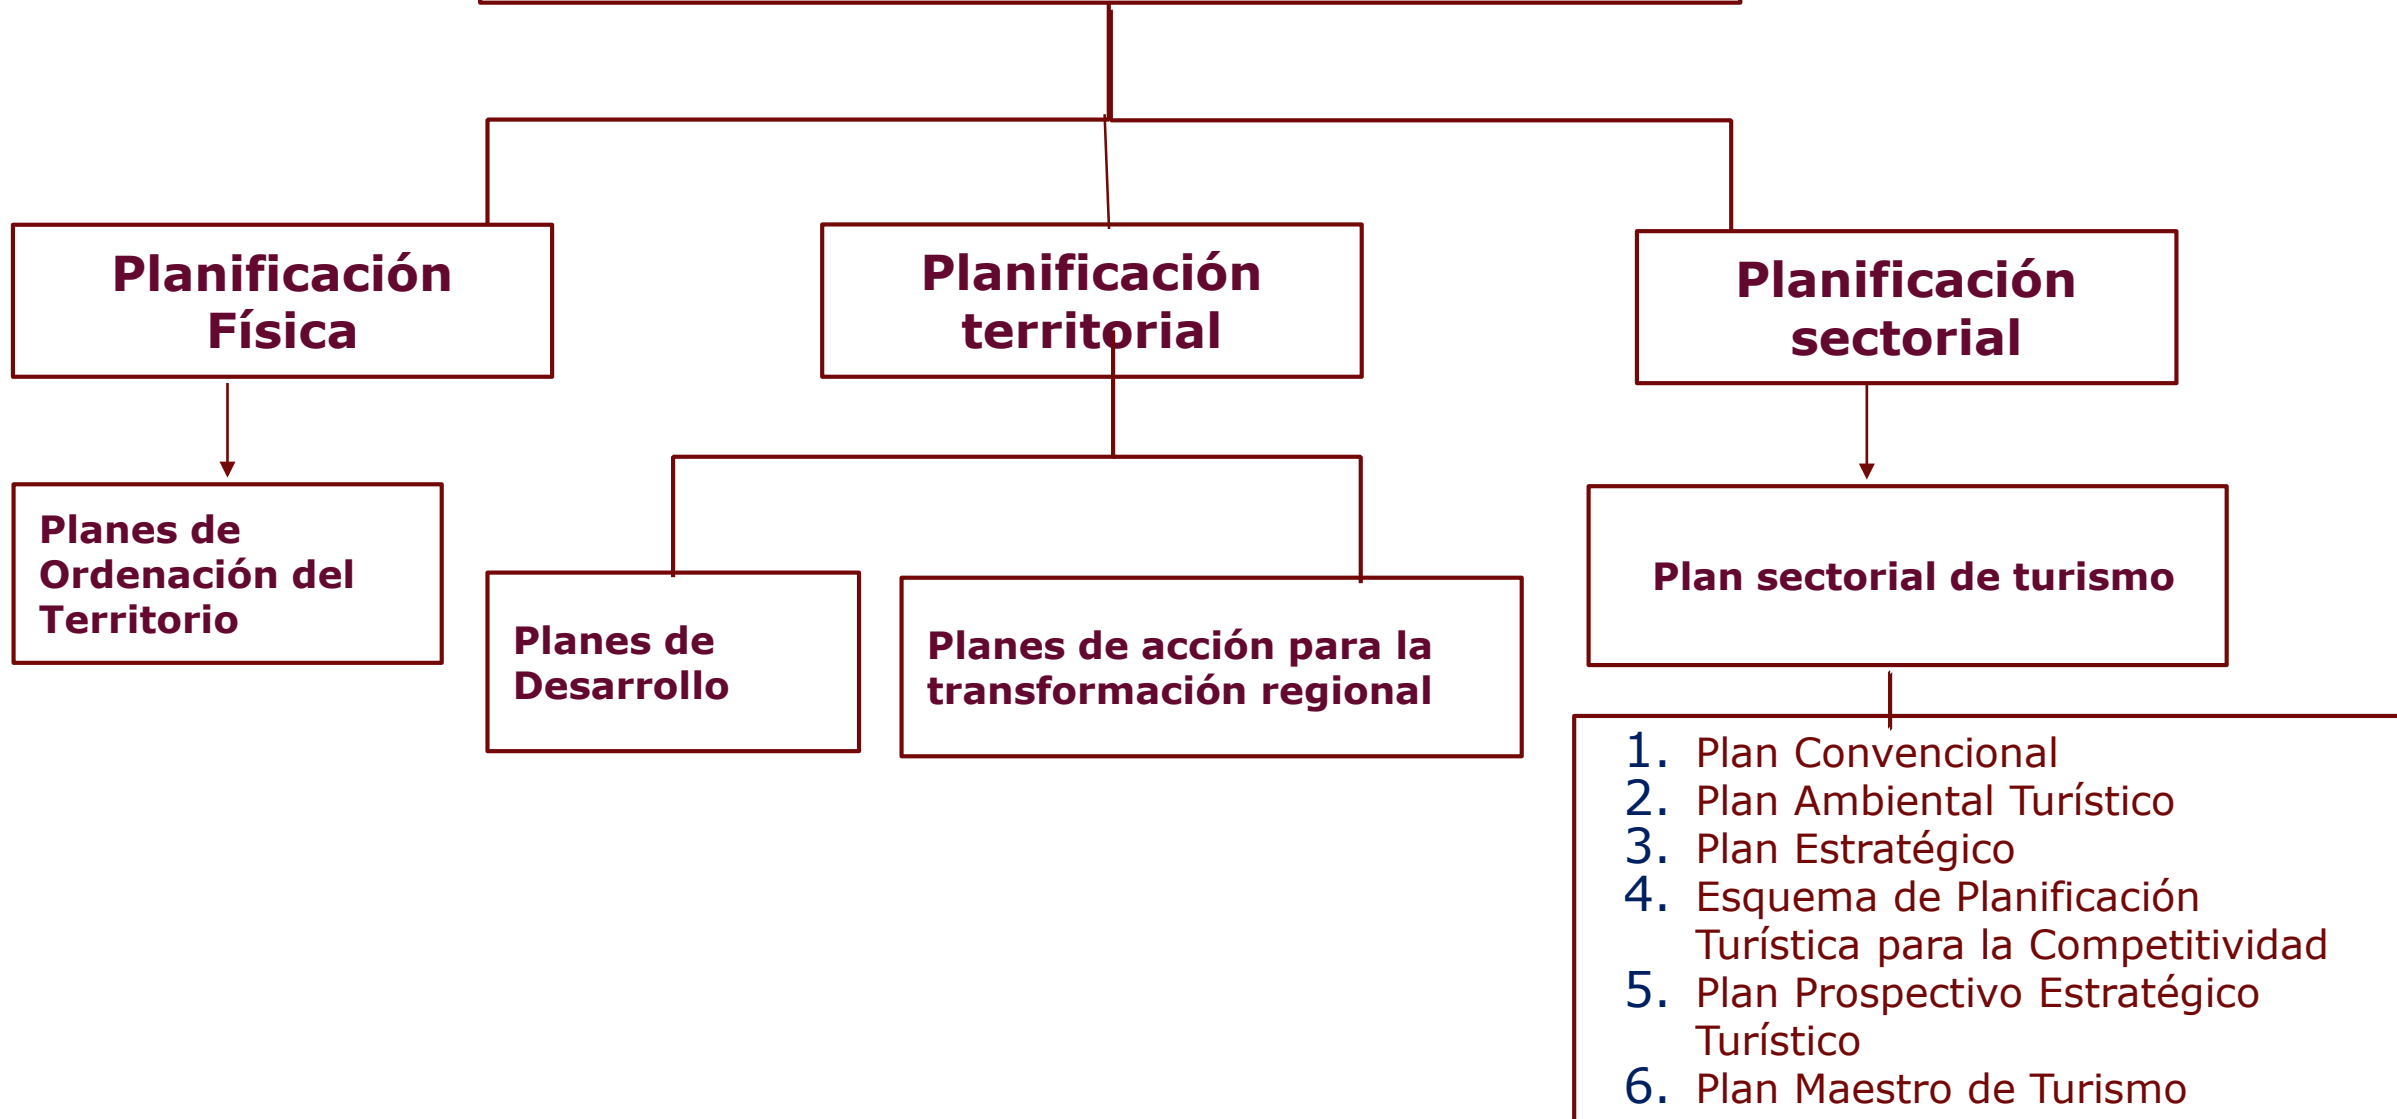 Planificación
Física
Planificación
territorial
Planificación
sectorial
Planes de
Ordenación del
Territorio
Planes de
Desarrollo
Planes de acción para la
transformación regional
Plan sectorial de turismo
1. Plan Convencional
2. Plan Ambiental Turístico
3. Plan Estratégico
4. Esquema de Planificación
Turística para la Competitividad
5. Plan Prospectivo Estratégico
Turístico
6. Plan Maestro de Turismo